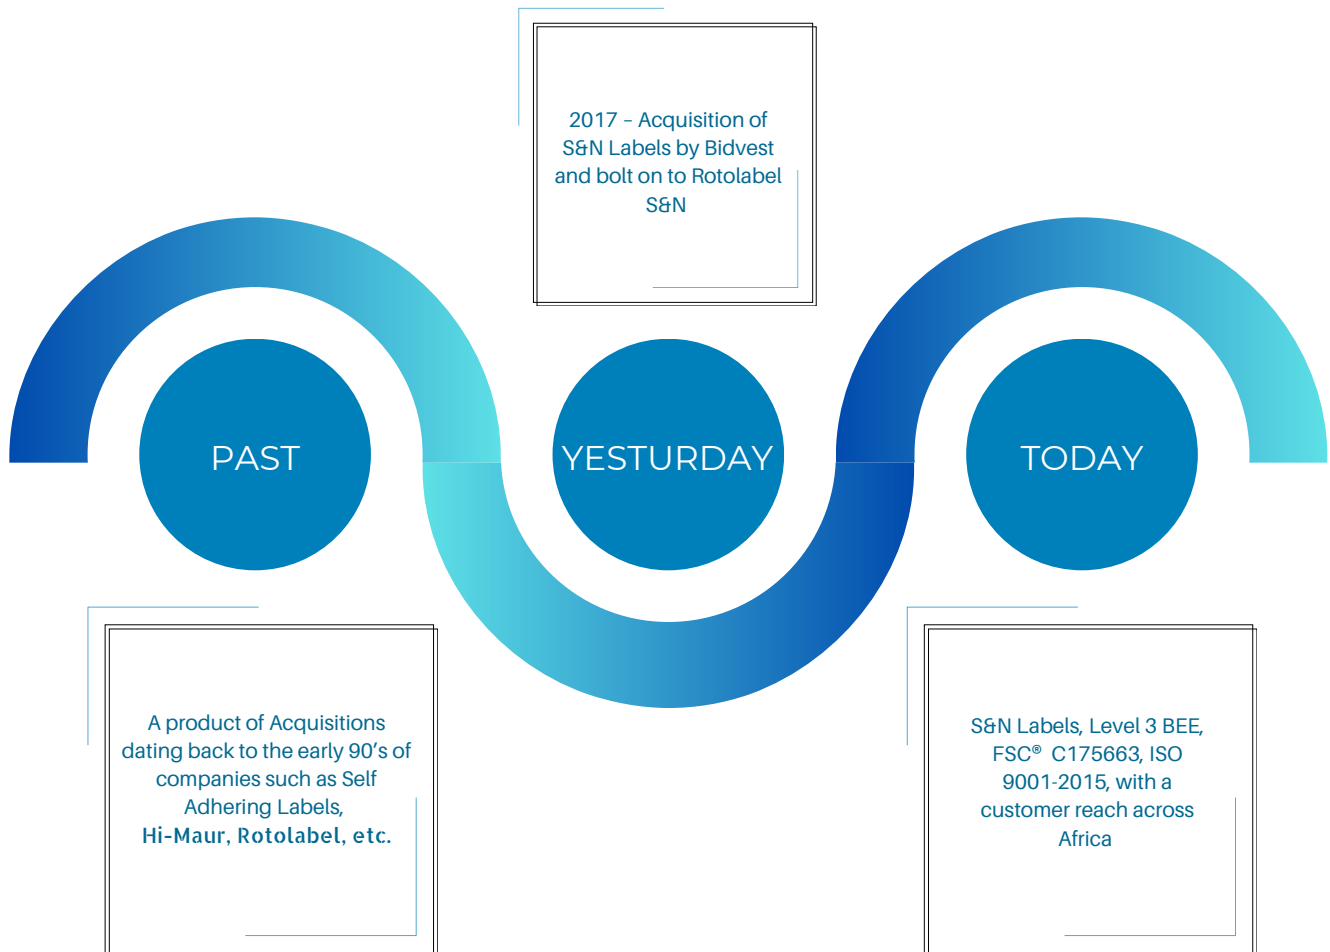 2017 – Acquisition of
S&N Labels by Bidvest
and bolt on to Rotolabel
S&N
PAST
YESTURDAY
TODAY
A product of Acquisitions
dating back to the early 90’s of
companies such as Self
Adhering Labels,
Hi-Maur, Rotolabel, etc.
S&N Labels, Level 3 BEE,
FSC® C175663, ISO
9001-2015, with a
customer reach across
Africa